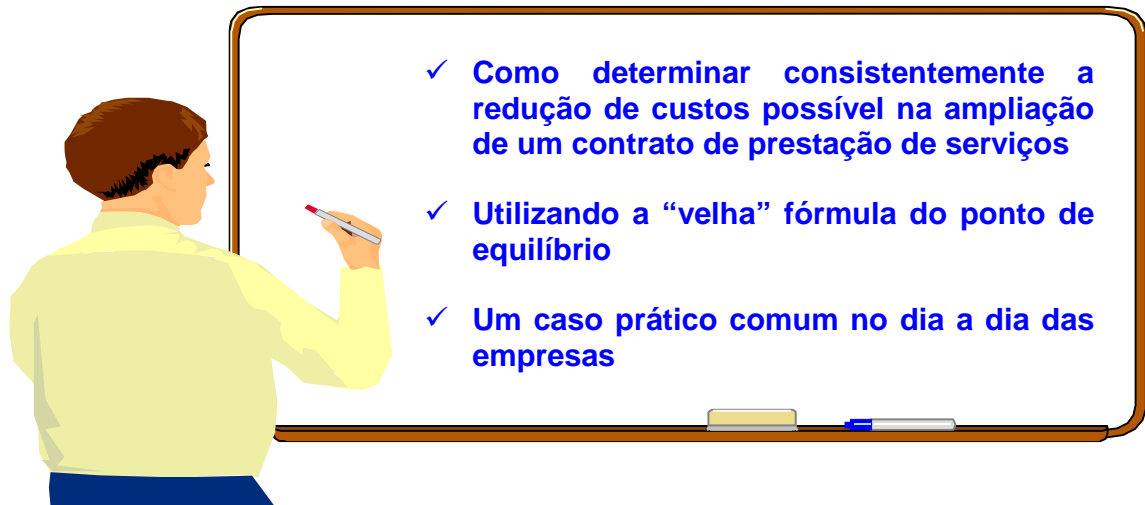 ✓ Como determinar consistentemente a
redução de custos possível na ampliação
de um contrato de prestação de serviços
✓ Utilizando a “velha” fórmula do ponto de
equilíbrio
✓ Um caso prático comum no dia a dia das
empresas